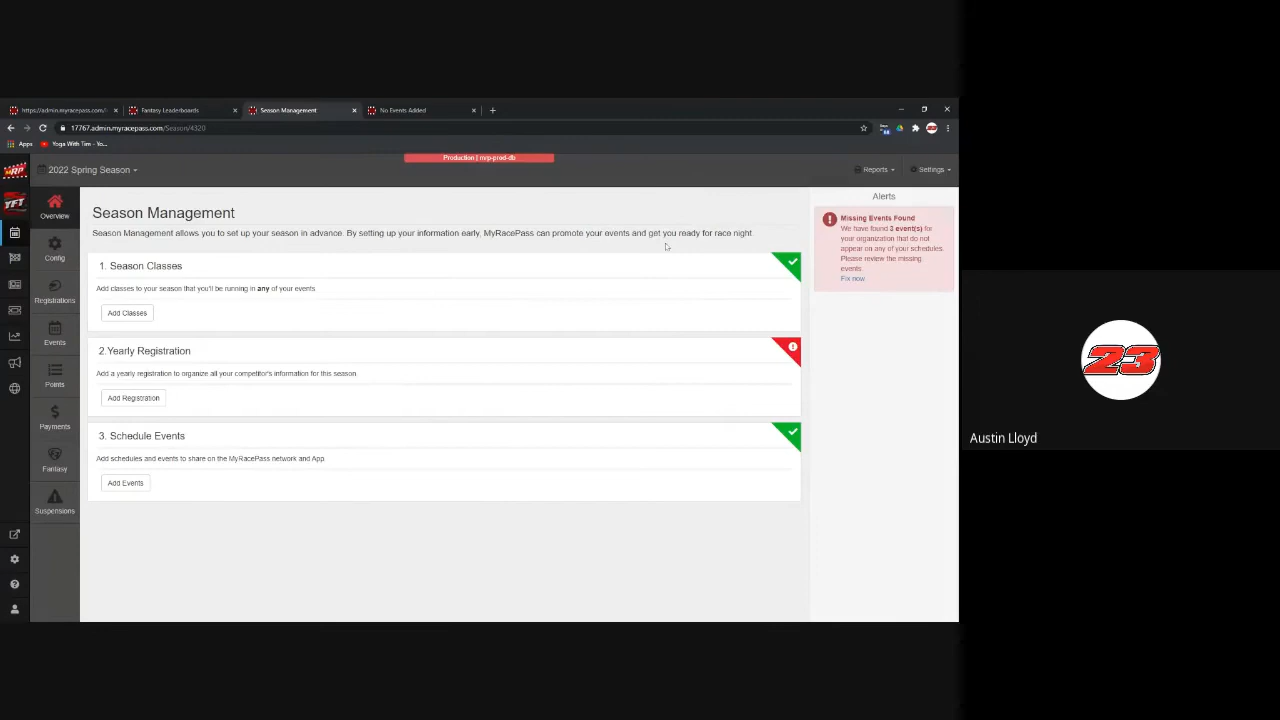 https://admin.myracepass.com/
Fantasy Leaderboards
Season Management
No Events Added
17767.admin.myracepass.com/Season/4320
Apps
Yoga With Tim - Yo...
Production | mrp-prod-db
2022 Spring Season
Reports
Settings
TFT
Overview
Config
Registrations
Events
Points
Payments
Fantasy
Suspensions
Season Management
Season Management allows you to set up your season in advance. By setting up your information early, MyRacePass can promote your events and get you ready for race night
1. Season Classes
Add classes to your season that you'll be running in any of your events
Add Classes
2.Yearly Registration
Add a yearly registration to organize all your competitor's information for this season.
Add Registration
3. Schedule Events
Add schedules and events to share on the MyRacePass network and App.
Add Events
Alerts
Missing Events Found
We have found 3 event(s) for
your organization that do not
appear on any of your schedules.
Please review the missing
events.
Fix now
23
Austin Lloyd